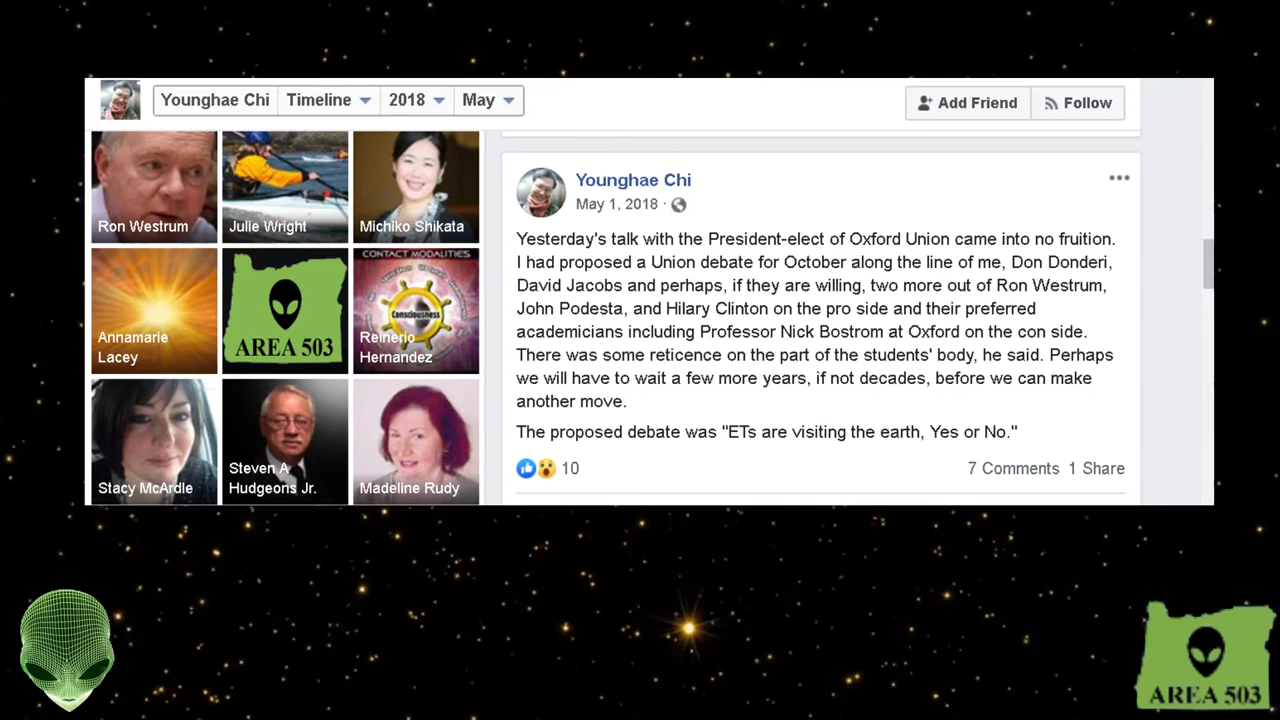 Younghae Chi Timeline 2018 May
Add Friend Follow
Ron Westrum
Julie Wright
Michiko Shikata
CONTACT MODALITIES
Consciousness
Annamarie
Lacey
AREA 503
Reinerio
Hernandez
Stacy McArdle
Steven A
Hudgeons Jr.
Madeline Rudy
Younghae Chi
May 1, 2018 ·
Yesterday's talk with the President-elect of Oxford Union came into no fruition.
I had proposed a Union debate for October along the line of me, Don Donderi,
David Jacobs and perhaps, if they are willing, two more out of Ron Westrum,
John Podesta, and Hilary Clinton on the pro side and their preferred
academicians including Professor Nick Bostrom at Oxford on the con side.
There was some reticence on the part of the students' body, he said. Perhaps
we will have to wait a few more years, if not decades, before we can make
another move.
The proposed debate was "ETs are visiting the earth, Yes or No."
10
7 Comments 1 Share
AREA 503